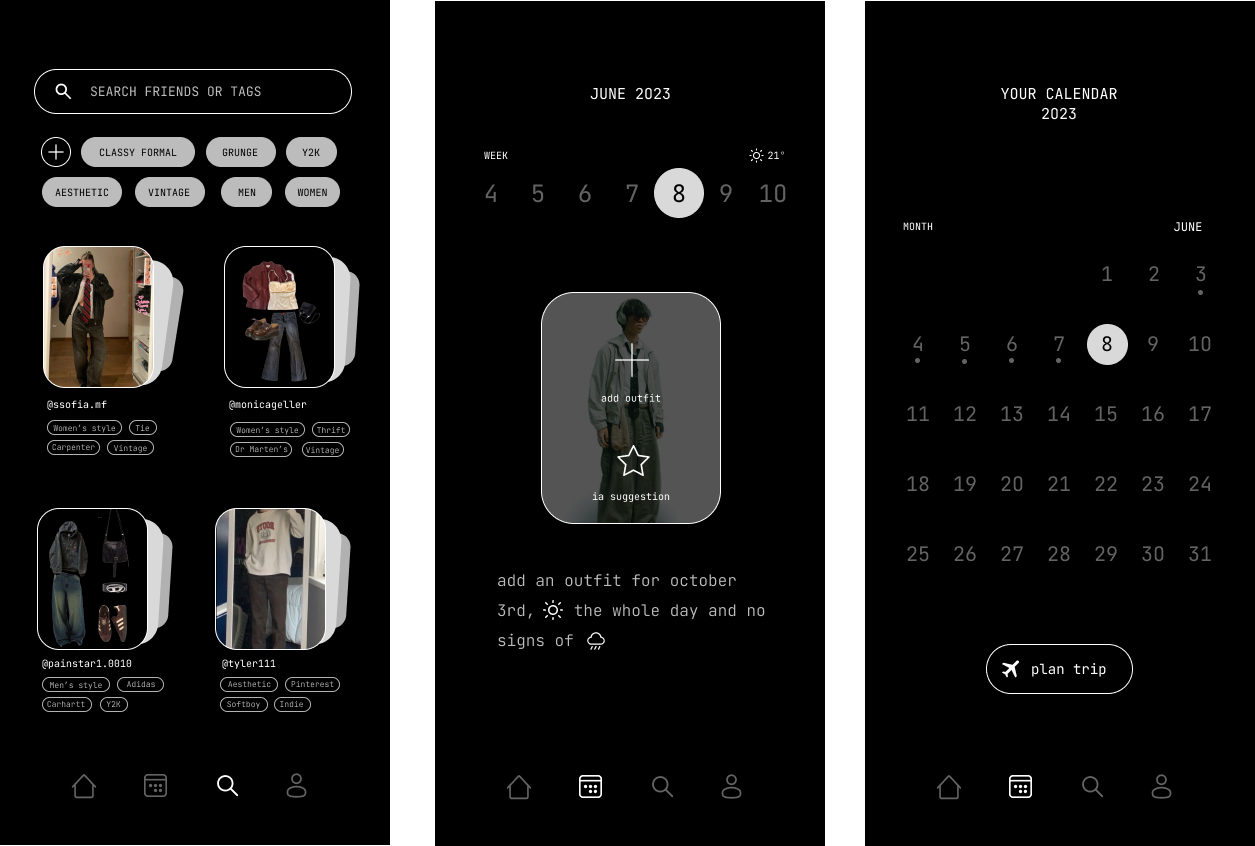 SEARCH FRIENDS OR TAGS
CLASSY FORMAL GRUNGE Y2K
AESTHETIC VINTAGE MEN WOMEN
@ssofia.mf
Women's style Tie
Carpenter Vintage
@monicageller
Women's style Thrift
Dr Marten's Vintage
@painstar1.0010
Men's style Adidas
Carhartt Y2K
@tyler111
Aesthetic Pinterest
Softboy Indie
JUNE 2023
WEEK 21°
4 5 6 7 8 9 10
add outfit
ia suggestion
add an outfit for october
3rd, the whole day and no
signs of
YOUR CALENDAR
2023
MONTH JUNE
1 2 3
4 5 6 7 8 9 10
11 12 13 14 15 16 17
18 19 20 21 22 23 24
25 26 27 28 29 30 31
plan trip